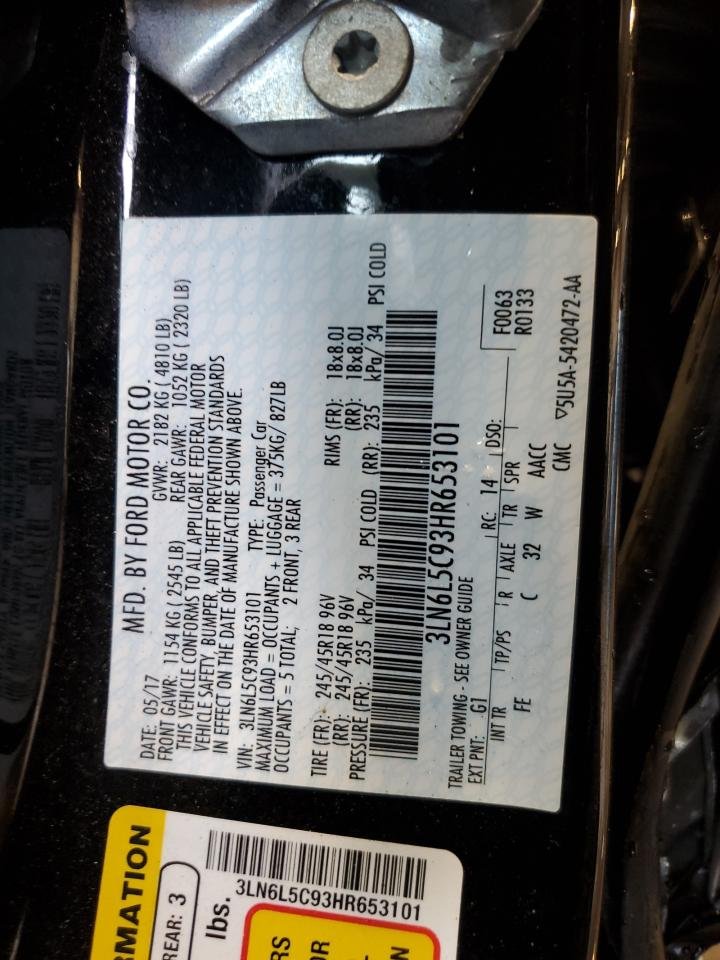 MFD. BY FORD MOTOR CO.
DATE: 05/17 GVWR: 2182 KG ( 4810 LB)
FRONT GAWR: 1154 KG ( 2545 LB) REAR GAWR: 1052 KG ( 2320 LB)
THIS VEHICLE CONFORMS TO ALL APPLICABLE FEDERAL MOTOR
VEHICLE SAFETY, BUMPER, AND THEFT PREVENTION STANDARDS
IN EFFECT ON THE DATE OF MANUFACTURE SHOWN ABOVE.
VIN: 3LN6L5C93HR653101 TYPE: Passenger Car
MAXIMUM LOAD = OCCUPANTS + LUGGAGE = 375KG/ 827LB
OCCUPANTS = 5 TOTAL; 2 FRONT, 3 REAR
TIRE (FR): 245/45R18 96V RIMS (FR): 18x8.0J
(RR): 245/45R18 96V (RR): 18x8.0J
PRESSURE (FR): 235 kPa/ 34 PSI COLD (RR): 235 kPa/ 34 PSI COLD
3LN6L5C93HR653101
TRAILER TOWING - SEE OWNER GUIDE F0063
EXT PNT: G1 RC: 14 DSO: R0133
INT TR TP/PS R AXLE TR SPR
FE C 32 W AACC
CMC ▽5U5A-5420472-AA
RMATION
REAR: 3
lbs.
3LN6L5C93HR653101
RS
OR
N